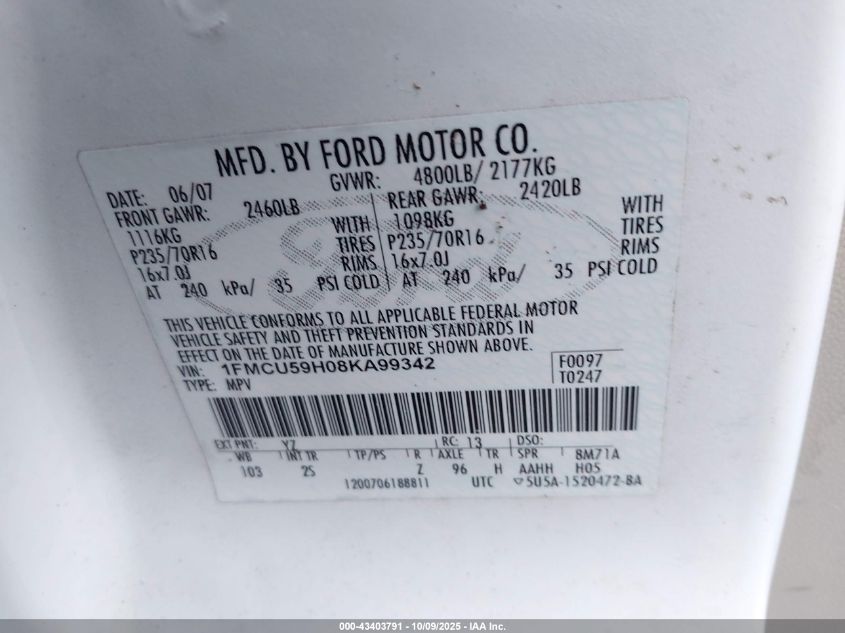 MFD. BY FORD MOTOR CO.
DATE: 06/07 GVWR: 4800LB/ 2177KG
FRONT GAWR: 2460LB REAR GAWR: 2420LB
1116KG WITH 1098KG WITH
P235/70R16 TIRES P235/70R16 TIRES
16x7.0J RIMS 16x7.0J RIMS
AT 240 kPa/ 35 PSI COLD AT 240 kPa/ 35 PSI COLD
THIS VEHICLE CONFORMS TO ALL APPLICABLE FEDERAL MOTOR
VEHICLE SAFETY AND THEFT PREVENTION STANDARDS IN
EFFECT ON THE DATE OF MANUFACTURE SHOWN ABOVE.
VIN: 1FMCU59H08KA99342 F0097
TYPE: MPV T0247
EXT PNT: YZ RC: 13 DSO:
WB INT TR TP/PS R AXLE TR SPR 8M71A
103 2S Z 96 H AAHH H05
1200706188811 UTC ▽5U5A-1520472-BA
000-43403791 - 10/09/2025 - IAA Inc.